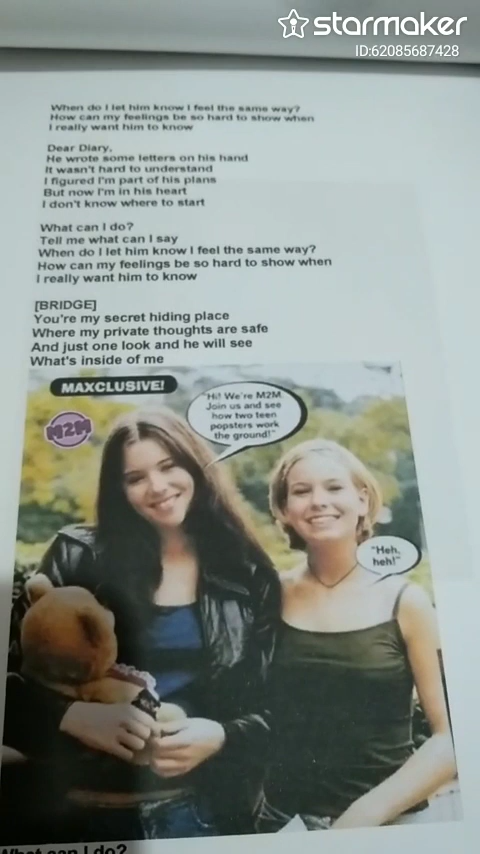 starmaker
ID:62085687428
When do I let him know I feel the same way?
How can my feelings be so hard to show when
I really want him to know
Dear Diary,
He wrote some letters on his hand
It wasn't hard to understand
I figured I'm part of his plans
But now I'm in his heart
I don't know where to start
What can I do?
Tell me what can I say
When do I let him know I feel the same way?
How can my feelings be so hard to show when
I really want him to know
[BRIDGE]
You're my secret hiding place
Where my private thoughts are safe
And just one look and he will see
What's inside of me
MAXCLUSIVE!
M2M
"Hi! We're M2M.
Join us and see
how two teen
popsters work
the ground!"
"Heh,
heh!"
What can I do?